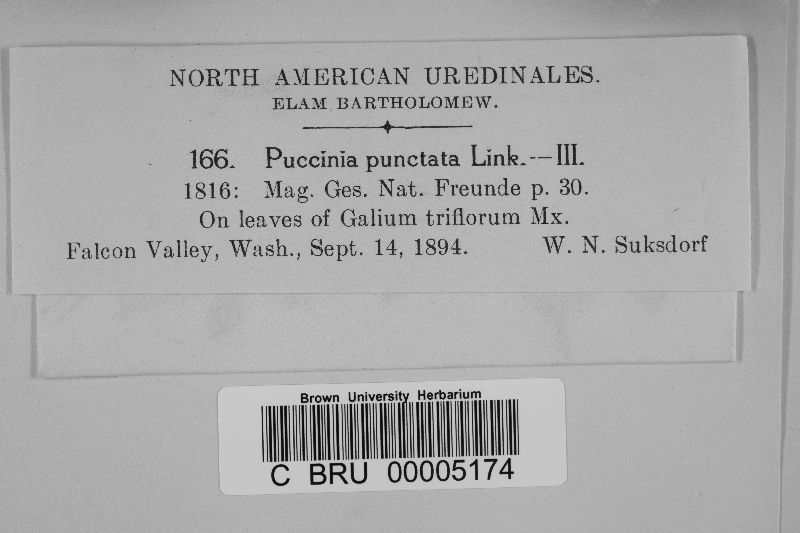 NORTH AMERICAN UREDINALES.
ELAM BARTHOLOMEW.
166. Puccinia punctata Link.—III.
1816: Mag. Ges. Nat. Freunde p. 30.
On leaves of Galium triflorum Mx.
Falcon Valley, Wash., Sept. 14, 1894. W. N. Suksdorf
Brown University Herbarium
C BRU 00005174